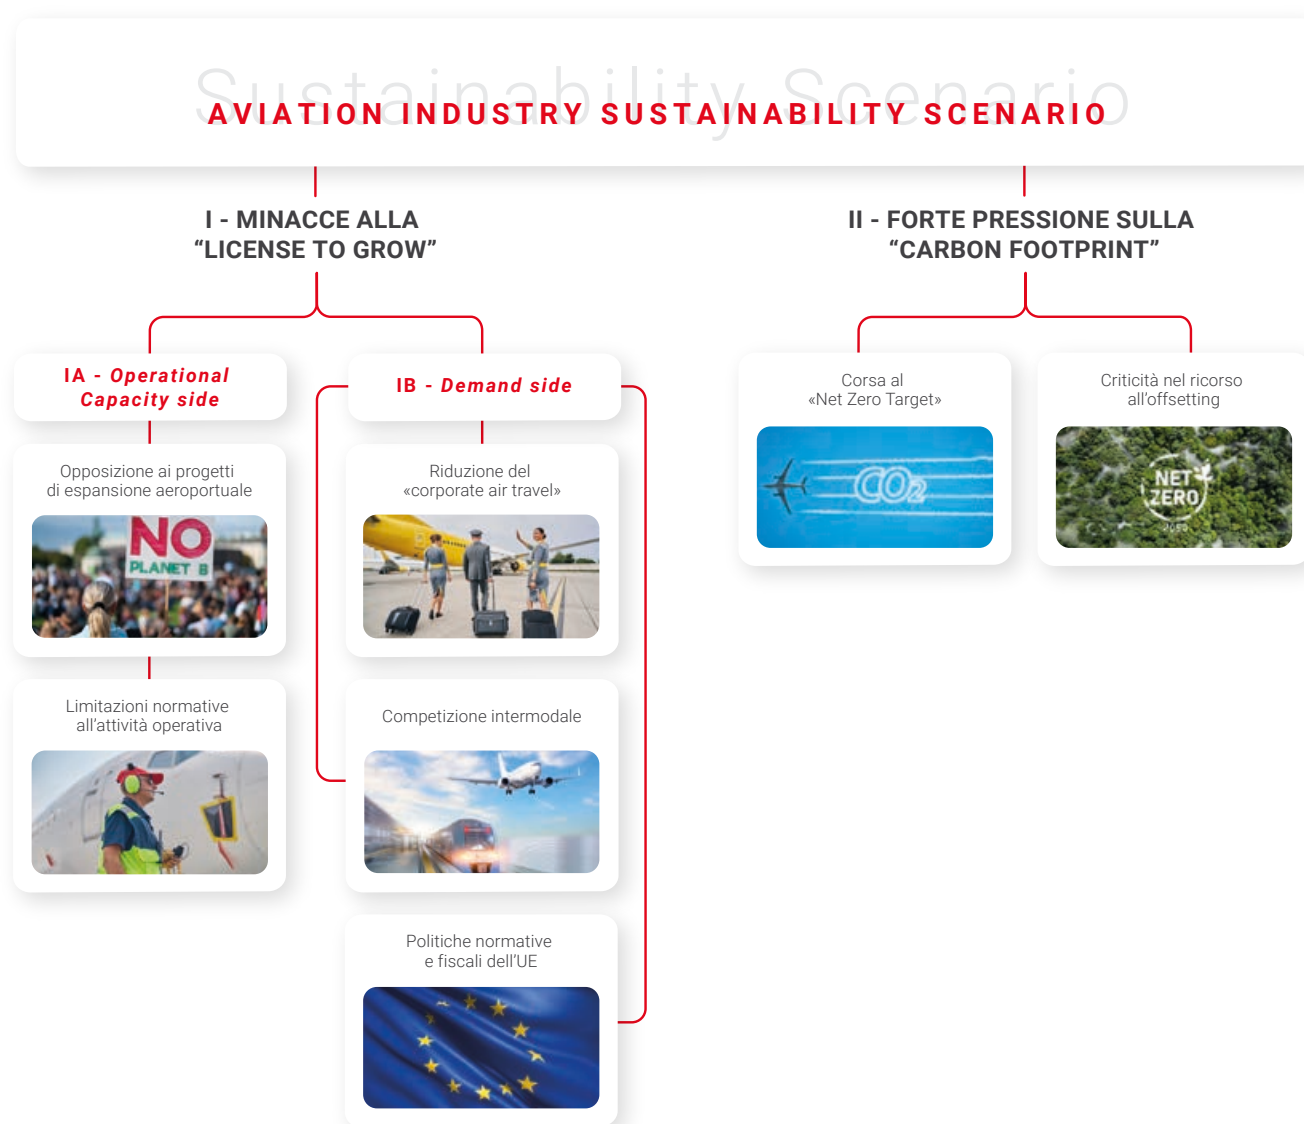 Sustainability Scenario
AVIATION INDUSTRY SUSTAINABILITY SCENARIO
I - MINACCE ALLA
“LICENSE TO GROW”
II - FORTE PRESSIONE SULLA
“CARBON FOOTPRINT”
IA - Operational
Capacity side
IB - Demand side
Corsa al
«Net Zero Target»
Criticità nel ricorso
all’offsetting
CO2
NET
ZERO
2050
Opposizione ai progetti
di espansione aeroportuale
NO
PLANET B
Riduzione del
«corporate air travel»
Limitazioni normative
all’attività operativa
Competizione intermodale
Politiche normative
e fiscali dell’UE